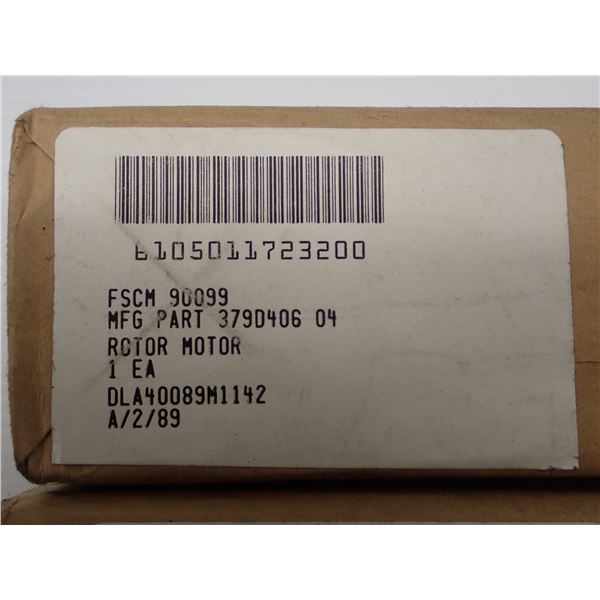 6105011723200
FSCM 90099
MFG PART 379D406 04
ROTOR MOTOR
1 EA
DLA40089M1142
A/2/89